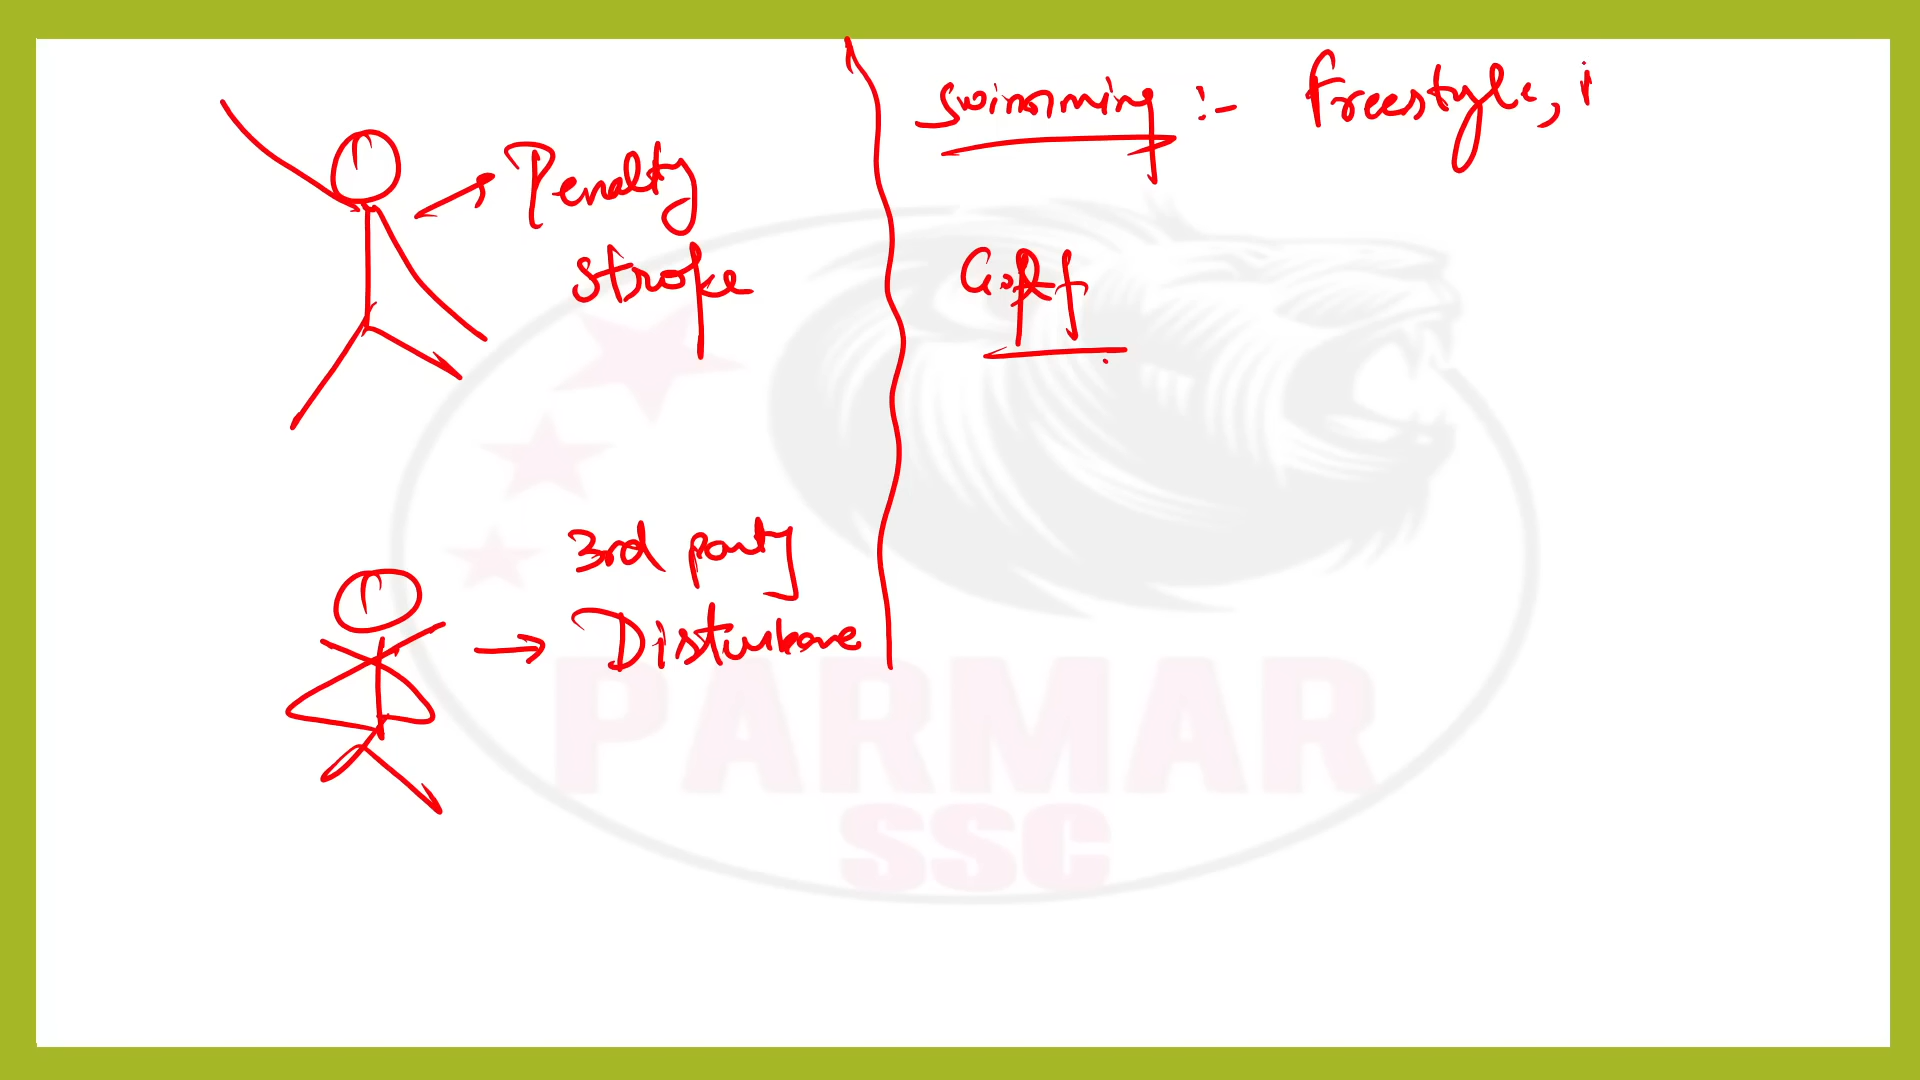 Penalty
stroke
3rd party
Disturbance
swimming :- freestyle, i
Golf
PARMAR
SSC